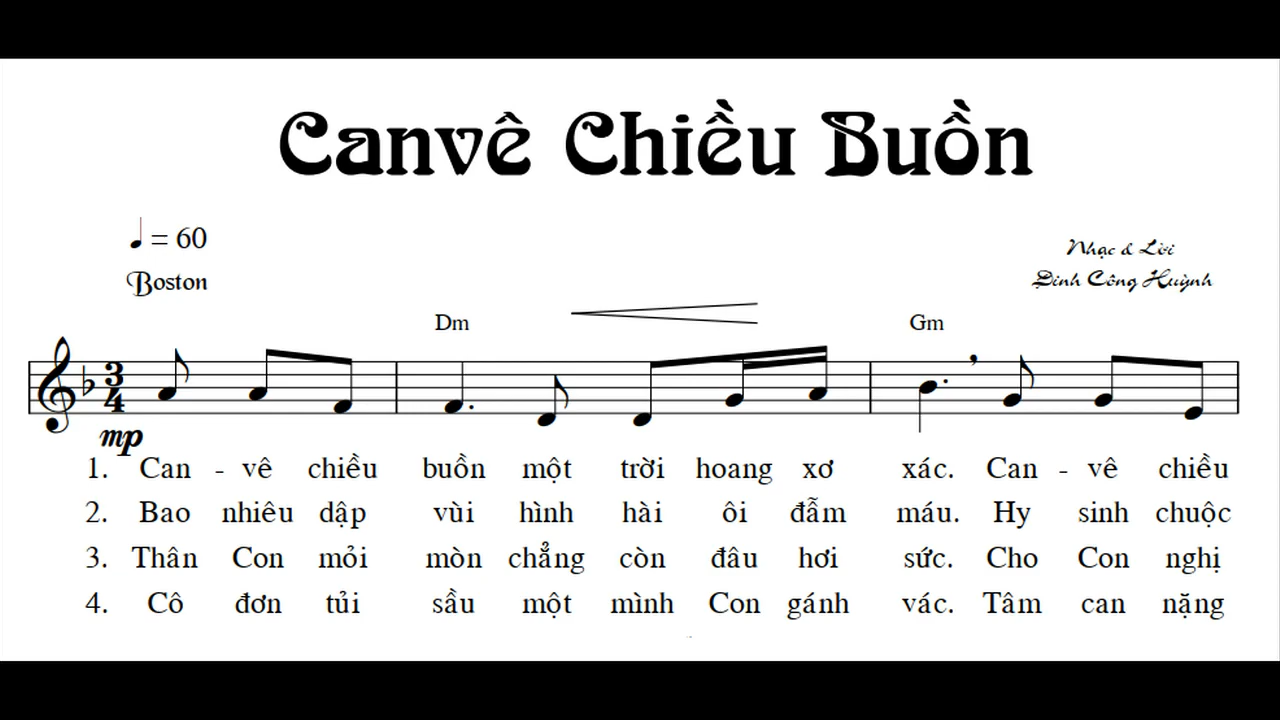 Canvê Chiều Buồn
♩ = 60
Boston
Nhạc & Lời
Đinh Công Huỳnh
Dm Gm
3
4
mp
1. Can - vê chiều buồn một trời hoang xơ xác. Can - vê chiều
2. Bao nhiêu dập vùi hình hài ôi đẫm máu. Hy sinh chuộc
3. Thân Con mỏi mòn chẳng còn đâu hơi sức. Cho Con nghị
4. Cô đơn tủi sầu một mình Con gánh vác. Tâm can nặng